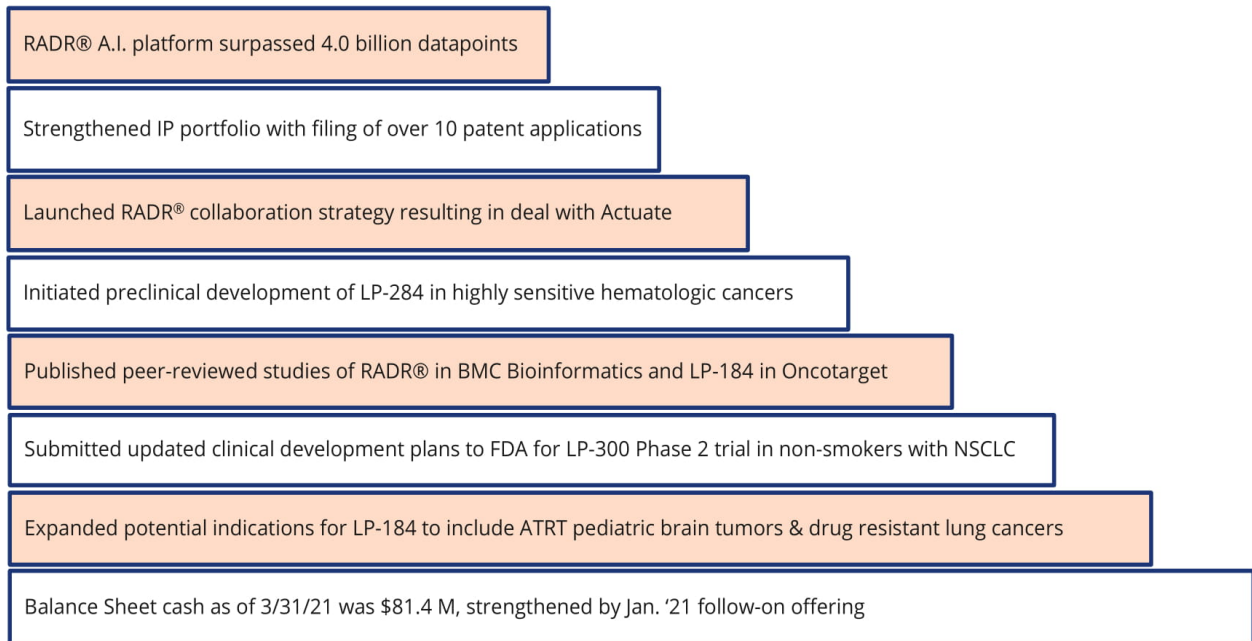 RADR® A.I. platform surpassed 4.0 billion datapoints
Strengthened IP portfolio with filing of over 10 patent applications
Launched RADR® collaboration strategy resulting in deal with Actuate
Initiated preclinical development of LP-284 in highly sensitive hematologic cancers
Published peer-reviewed studies of RADR® in BMC Bioinformatics and LP-184 in Oncotarget
Submitted updated clinical development plans to FDA for LP-300 Phase 2 trial in non-smokers with NSCLC
Expanded potential indications for LP-184 to include ATRT pediatric brain tumors & drug resistant lung cancers
Balance Sheet cash as of 3/31/21 was $81.4 M, strengthened by Jan. ‘21 follow-on offering